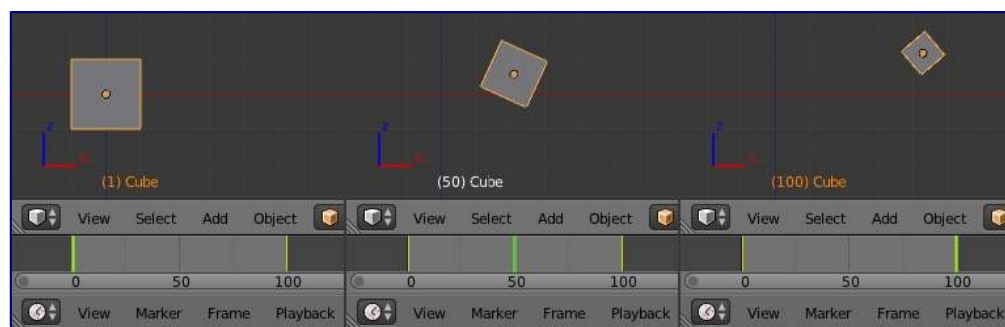 z
x
(1) Cube
View Select Add Object
0 50 100
View Marker Frame Playback
z
x
(50) Cube
View Select Add Object
0 50 100
View Marker Frame Playback
z
x
(100) Cube
View Select Add Object
0 50 100
View Marker Frame Playback